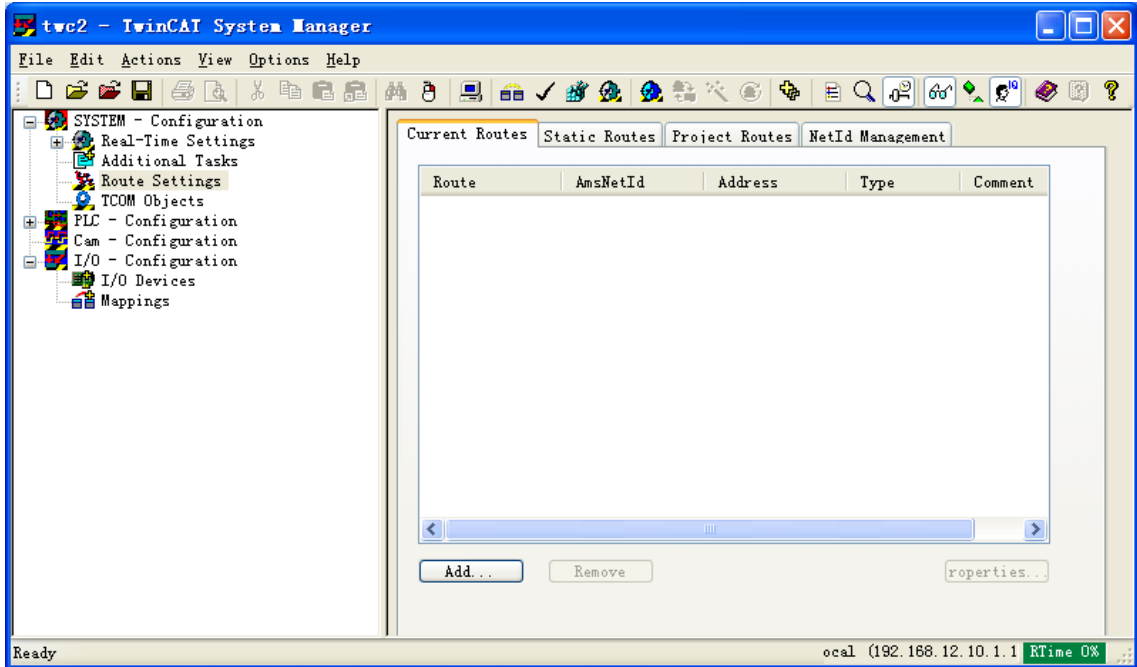 twc2 - TwinCAT System Manager
File Edit Actions View Options Help
SYSTEM - Configuration
Real-Time Settings
Additional Tasks
Route Settings
TCOM Objects
PLC - Configuration
Cam - Configuration
I/O - Configuration
I/O Devices
Mappings
Current Routes Static Routes Project Routes NetId Management
Route AmsNetId Address Type Comment
Add... Remove roperties...
Ready ocal (192.168.12.10.1.1 RTime 0%